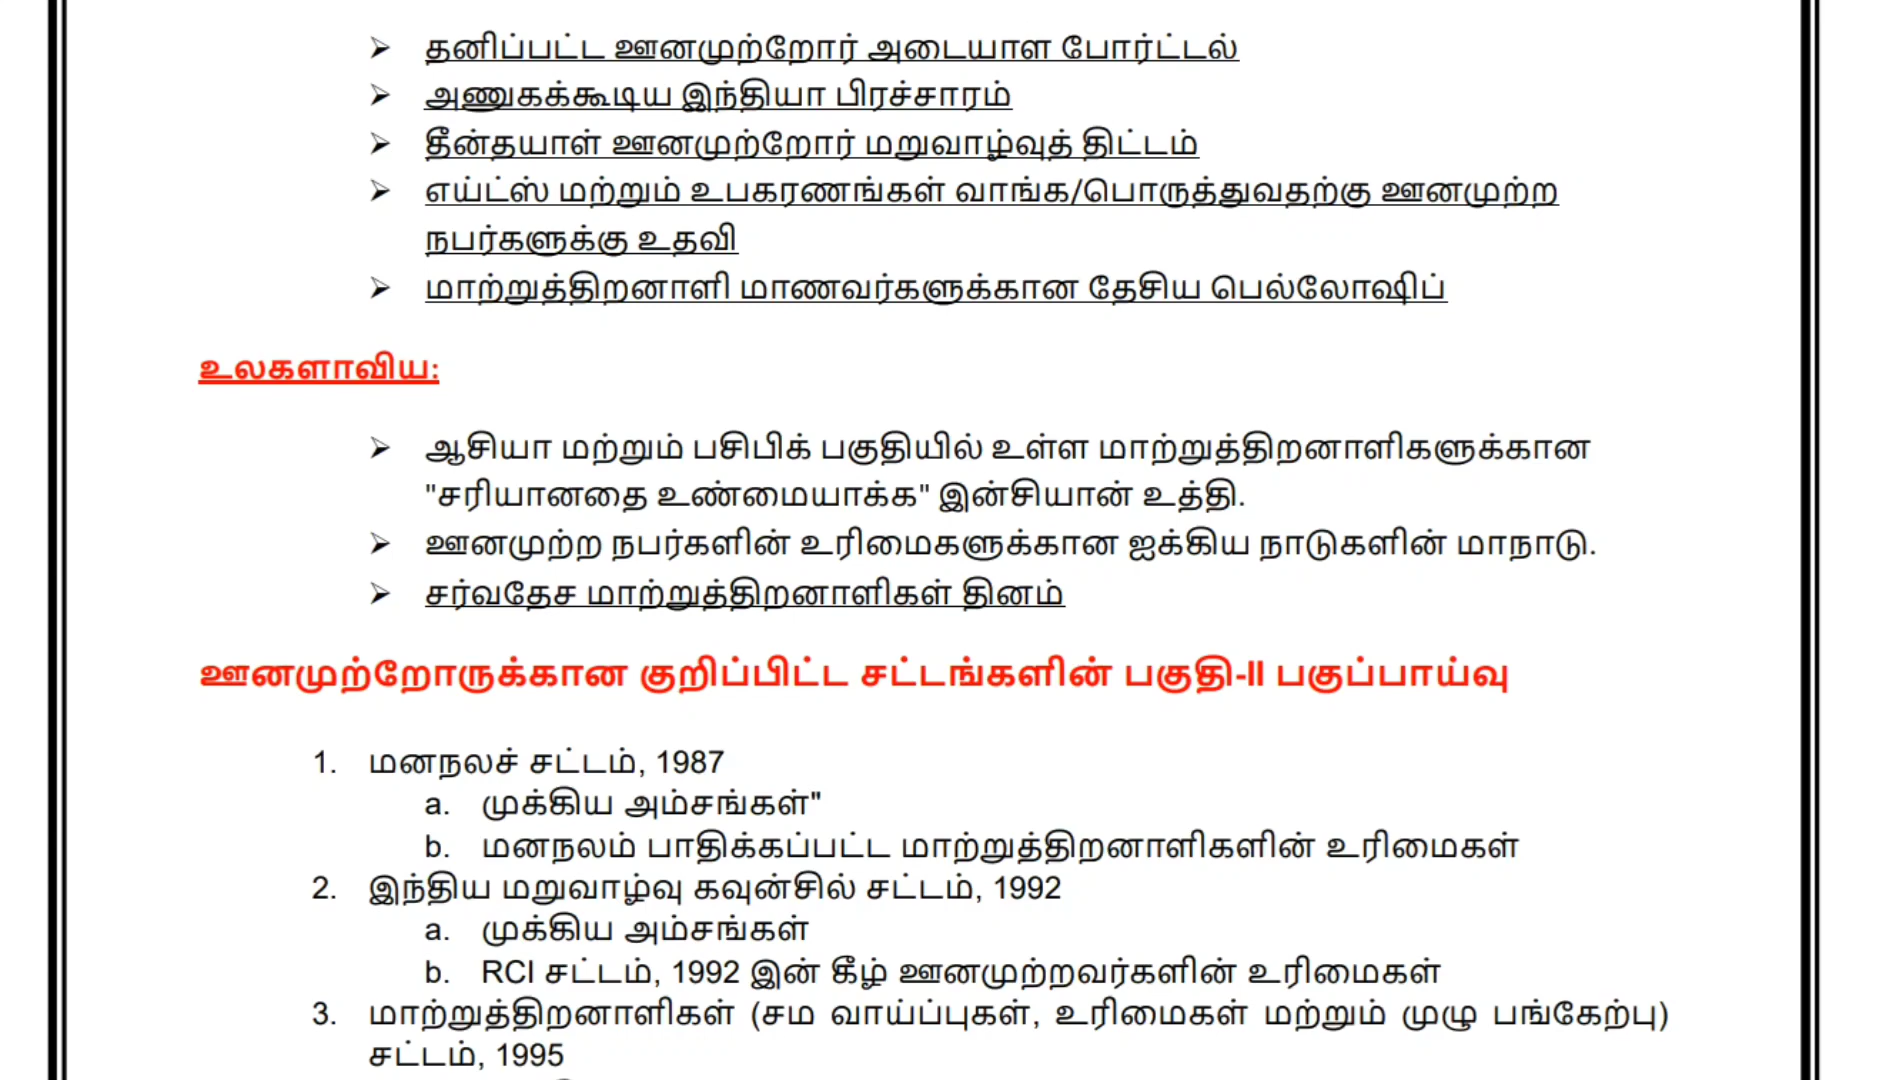 ➢ தனிப்பட்ட ஊனமுற்றோர் அடையாள போர்ட்டல்
➢ அணுகக்கூடிய இந்தியா பிரச்சாரம்
➢ தீன்தயாள் ஊனமுற்றோர் மறுவாழ்வுத் திட்டம்
➢ எய்ட்ஸ் மற்றும் உபகரணங்கள் வாங்க/பொருத்துவதற்கு ஊனமுற்ற
நபர்களுக்கு உதவி
➢ மாற்றுத்திறனாளி மாணவர்களுக்கான தேசிய பெல்லோஷிப்
உலகளாவிய:
➢ ஆசியா மற்றும் பசிபிக் பகுதியில் உள்ள மாற்றுத்திறனாளிகளுக்கான
"சரியானதை உண்மையாக்க" இன்சியான் உத்தி.
➢ ஊனமுற்ற நபர்களின் உரிமைகளுக்கான ஐக்கிய நாடுகளின் மாநாடு.
➢ சர்வதேச மாற்றுத்திறனாளிகள் தினம்
ஊனமுற்றோருக்கான குறிப்பிட்ட சட்டங்களின் பகுதி-II பகுப்பாய்வு
1. மனநலச் சட்டம், 1987
a. முக்கிய அம்சங்கள்"
b. மனநலம் பாதிக்கப்பட்ட மாற்றுத்திறனாளிகளின் உரிமைகள்
2. இந்திய மறுவாழ்வு கவுன்சில் சட்டம், 1992
a. முக்கிய அம்சங்கள்
b. RCI சட்டம், 1992 இன் கீழ் ஊனமுற்றவர்களின் உரிமைகள்
3. மாற்றுத்திறனாளிகள் (சம வாய்ப்புகள், உரிமைகள் மற்றும் முழு பங்கேற்பு)
சட்டம், 1995